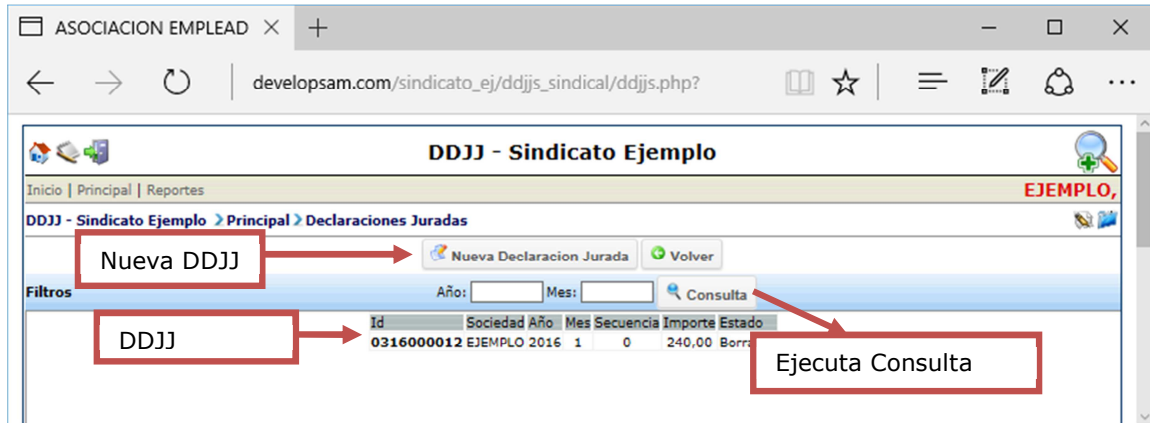 ASOCIACION EMPLEAD
developsam.com/sindicato_ej/ddjjs_sindical/ddjjs.php?
DDJJ - Sindicato Ejemplo
Inicio | Principal | Reportes
EJEMPLO,
DDJJ - Sindicato Ejemplo > Principal > Declaraciones Juradas
Nueva DDJJ
Nueva Declaracion Jurada
Volver
Filtros
Año:
Mes:
Consulta
Id Sociedad Año Mes Secuencia Importe Estado
0316000012 EJEMPLO 2016 1 0 240,00
DDJJ
Ejecuta Consulta